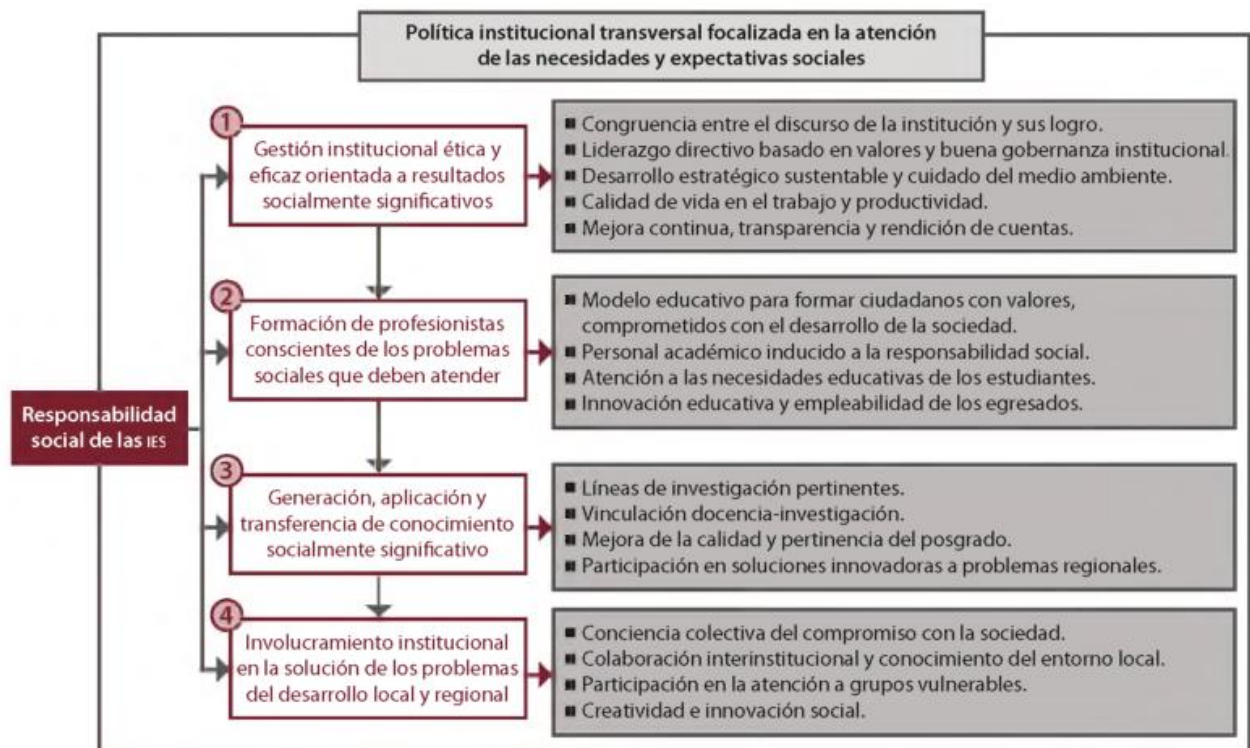 Política institucional transversal focalizada en la atención
de las necesidades y expectativas sociales
Responsabilidad
social de las IES
1
Gestión institucional ética y
eficaz orientada a resultados
socialmente significativos
■ Congruencia entre el discurso de la institución y sus logro.
■ Liderazgo directivo basado en valores y buena gobernanza institucional.
■ Desarrollo estratégico sustentable y cuidado del medio ambiente.
■ Calidad de vida en el trabajo y productividad.
■ Mejora continua, transparencia y rendición de cuentas.
2
Formación de profesionistas
conscientes de los problemas
sociales que deben atender
■ Modelo educativo para formar ciudadanos con valores,
comprometidos con el desarrollo de la sociedad.
■ Personal académico inducido a la responsabilidad social.
■ Atención a las necesidades educativas de los estudiantes.
■ Innovación educativa y empleabilidad de los egresados.
3
Generación, aplicación y
transferencia de conocimiento
socialmente significativo
■ Líneas de investigación pertinentes.
■ Vinculación docencia-investigación.
■ Mejora de la calidad y pertinencia del posgrado.
■ Participación en soluciones innovadoras a problemas regionales.
4
Involucramiento institucional
en la solución de los problemas
del desarrollo local y regional
■ Conciencia colectiva del compromiso con la sociedad.
■ Colaboración interinstitucional y conocimiento del entorno local.
■ Participación en la atención a grupos vulnerables.
■ Creatividad e innovación social.